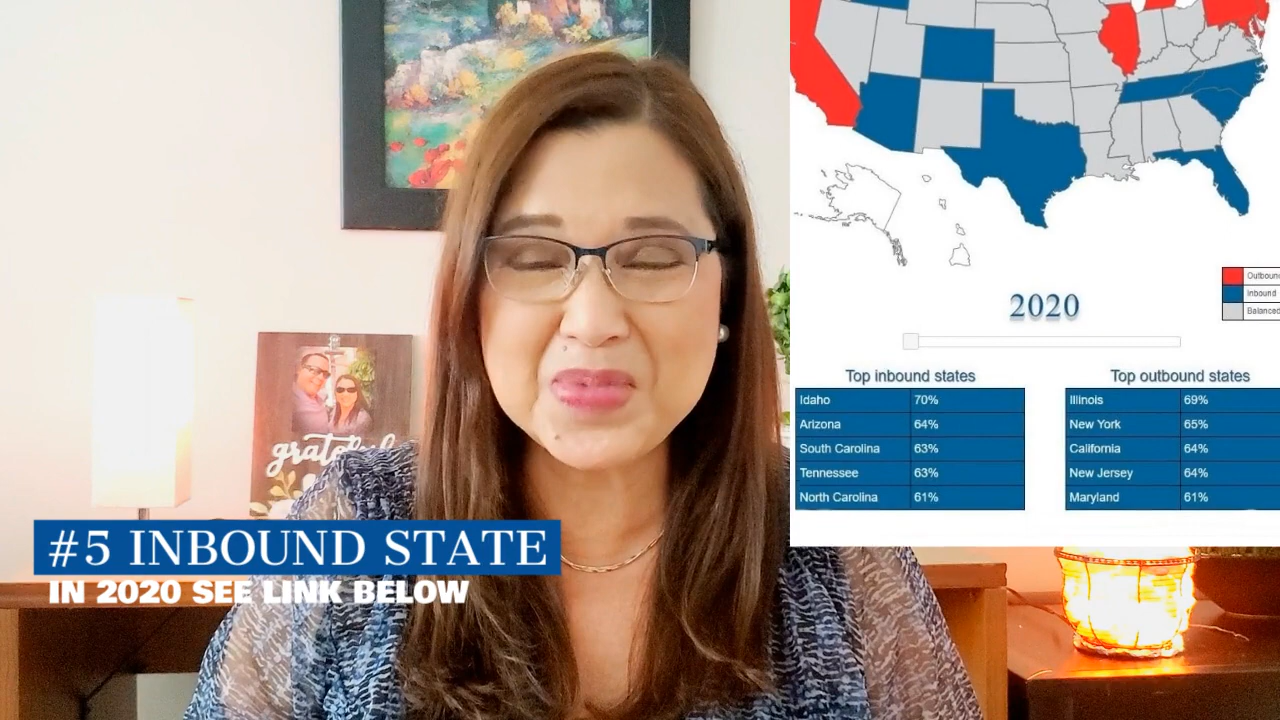 grateful
#5 INBOUND STATE
IN 2020 SEE LINK BELOW
Inbound
Balanced
2020
Top inbound states
Idaho 70%
Arizona 64%
South Carolina 63%
Tennessee 63%
North Carolina 61%
Top outbound states
Illinois 69%
New York 65%
California 64%
New Jersey 64%
Maryland 61%